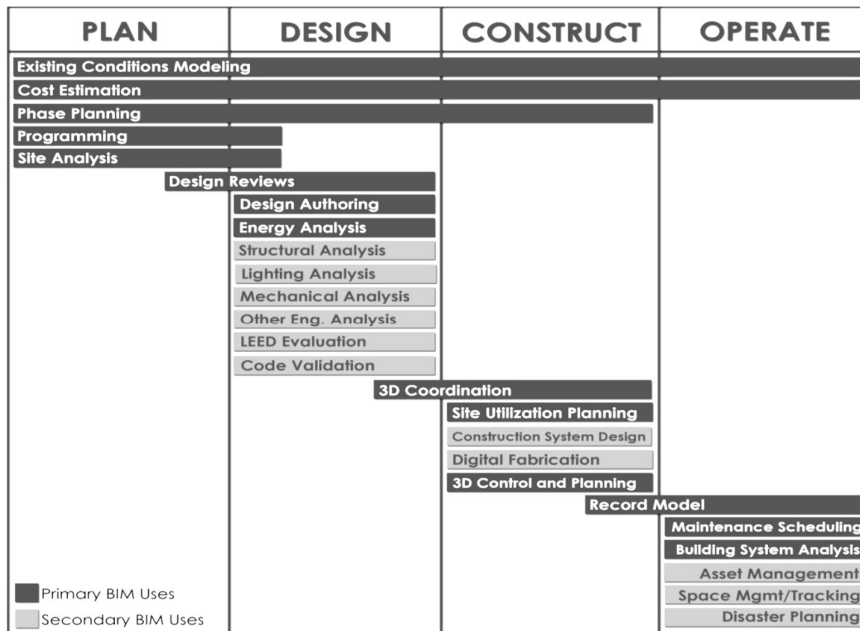 PLAN DESIGN CONSTRUCT OPERATE
Existing Conditions Modeling
Cost Estimation
Phase Planning
Programming
Site Analysis
Design Reviews
Design Authoring
Energy Analysis
Structural Analysis
Lighting Analysis
Mechanical Analysis
Other Eng. Analysis
LEED Evaluation
Code Validation
3D Coordination
Site Utilization Planning
Construction System Design
Digital Fabrication
3D Control and Planning
Record Model
Maintenance Scheduling
Building System Analysis
Asset Management
Space Mgmt/Tracking
Disaster Planning
Primary BIM Uses
Secondary BIM Uses